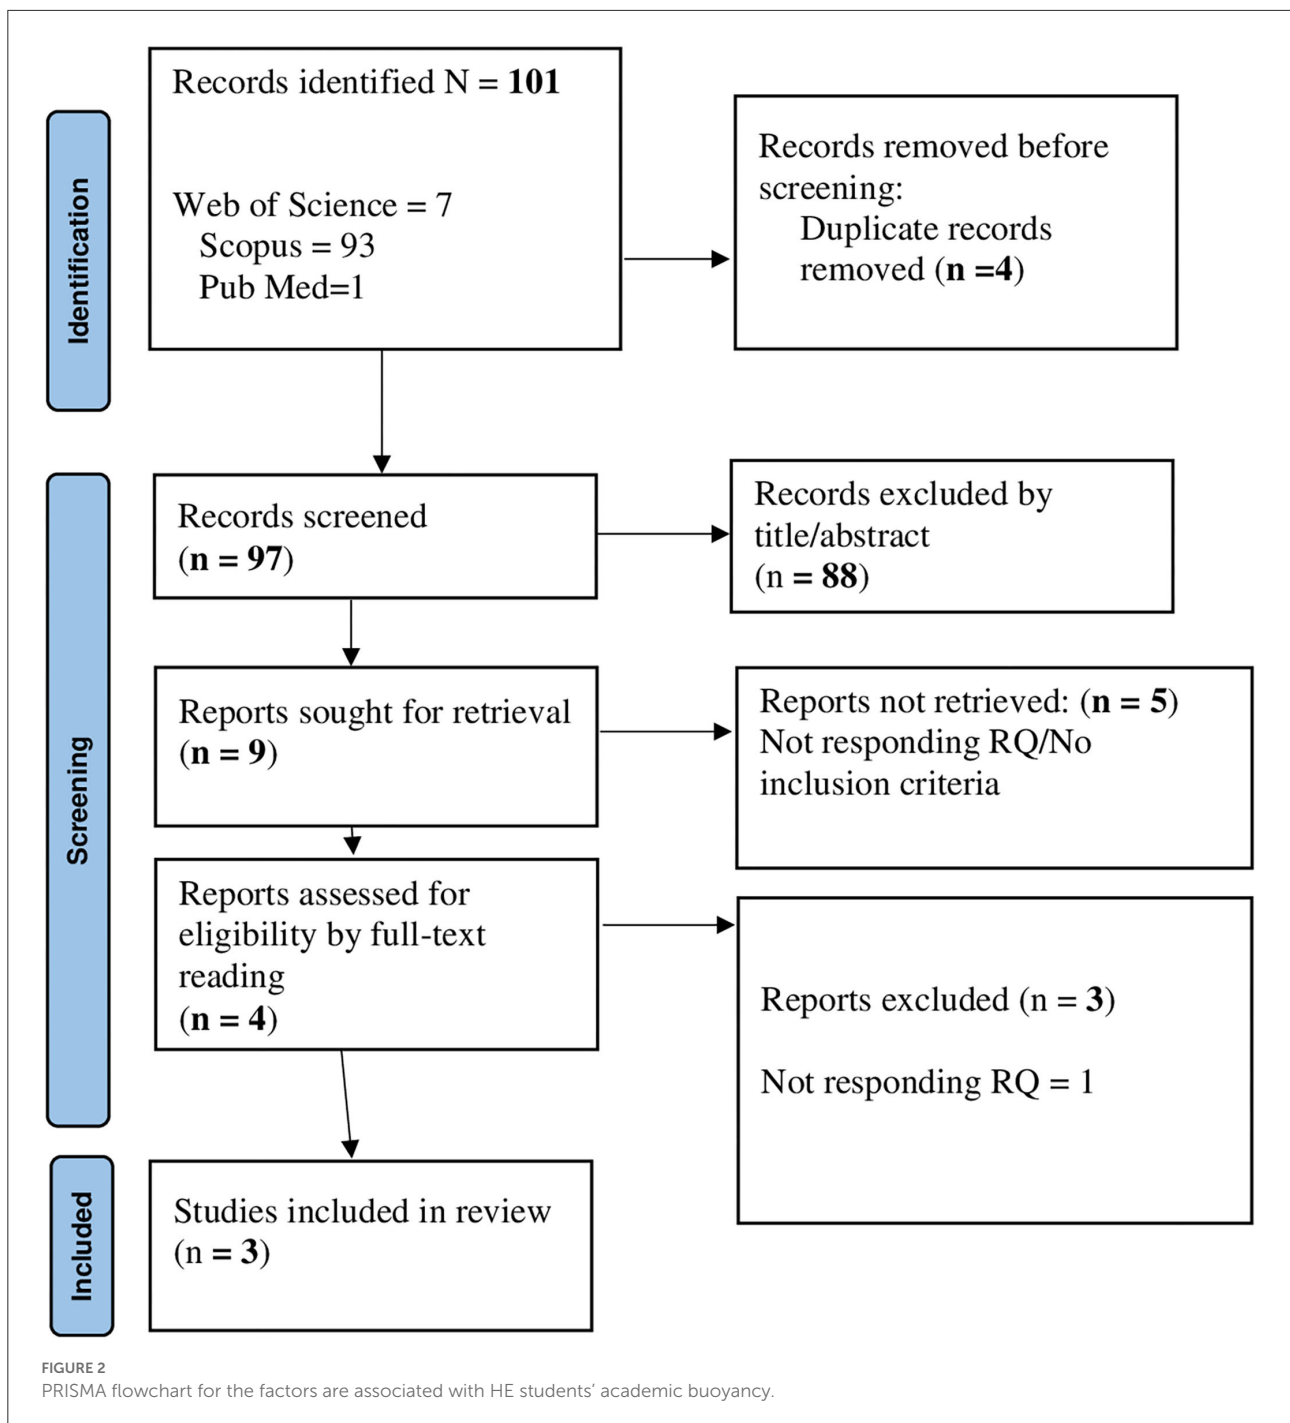 Identification
Records identified N = 101
Web of Science = 7
Scopus = 93
Pub Med=1
Records removed before
screening:
Duplicate records
removed (n =4)
Screening
Records screened
(n = 97)
Records excluded by
title/abstract
(n = 88)
Reports sought for retrieval
(n = 9)
Reports not retrieved: (n = 5)
Not responding RQ/No
inclusion criteria
Reports assessed for
eligibility by full-text
reading
(n = 4)
Reports excluded (n = 3)
Not responding RQ = 1
Included
Studies included in review
(n = 3)
FIGURE 2
PRISMA flowchart for the factors are associated with HE students’ academic buoyancy.